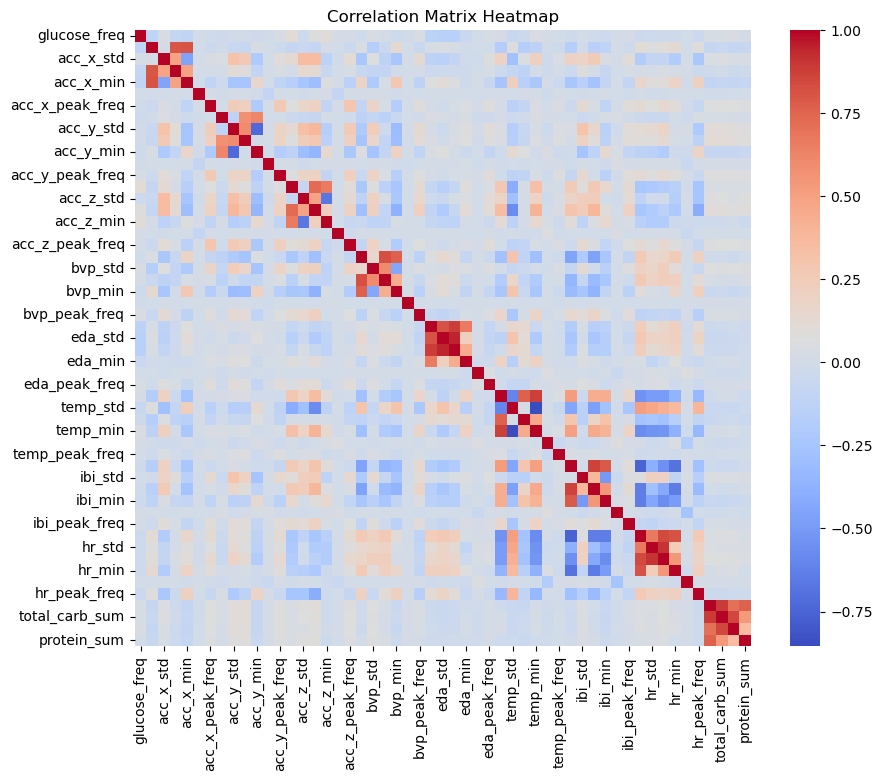 Correlation Matrix Heatmap
glucose_freq
acc_x_std
acc_x_min
acc_x_peak_freq
acc_y_std
acc_y_min
acc_y_peak_freq
acc_z_std
acc_z_min
acc_z_peak_freq
bvp_std
bvp_min
bvp_peak_freq
eda_std
eda_min
eda_peak_freq
temp_std
temp_min
temp_peak_freq
ibi_std
ibi_min
ibi_peak_freq
hr_std
hr_min
hr_peak_freq
total_carb_sum
protein_sum
glucose_freq
acc_x_std
acc_x_min
acc_x_peak_freq
acc_y_std
acc_y_min
acc_y_peak_freq
acc_z_std
acc_z_min
acc_z_peak_freq
bvp_std
bvp_min
bvp_peak_freq
eda_std
eda_min
eda_peak_freq
temp_std
temp_min
temp_peak_freq
ibi_std
ibi_min
ibi_peak_freq
hr_std
hr_min
hr_peak_freq
total_carb_sum
protein_sum
1.00
0.75
0.50
0.25
0.00
−0.25
−0.50
−0.75